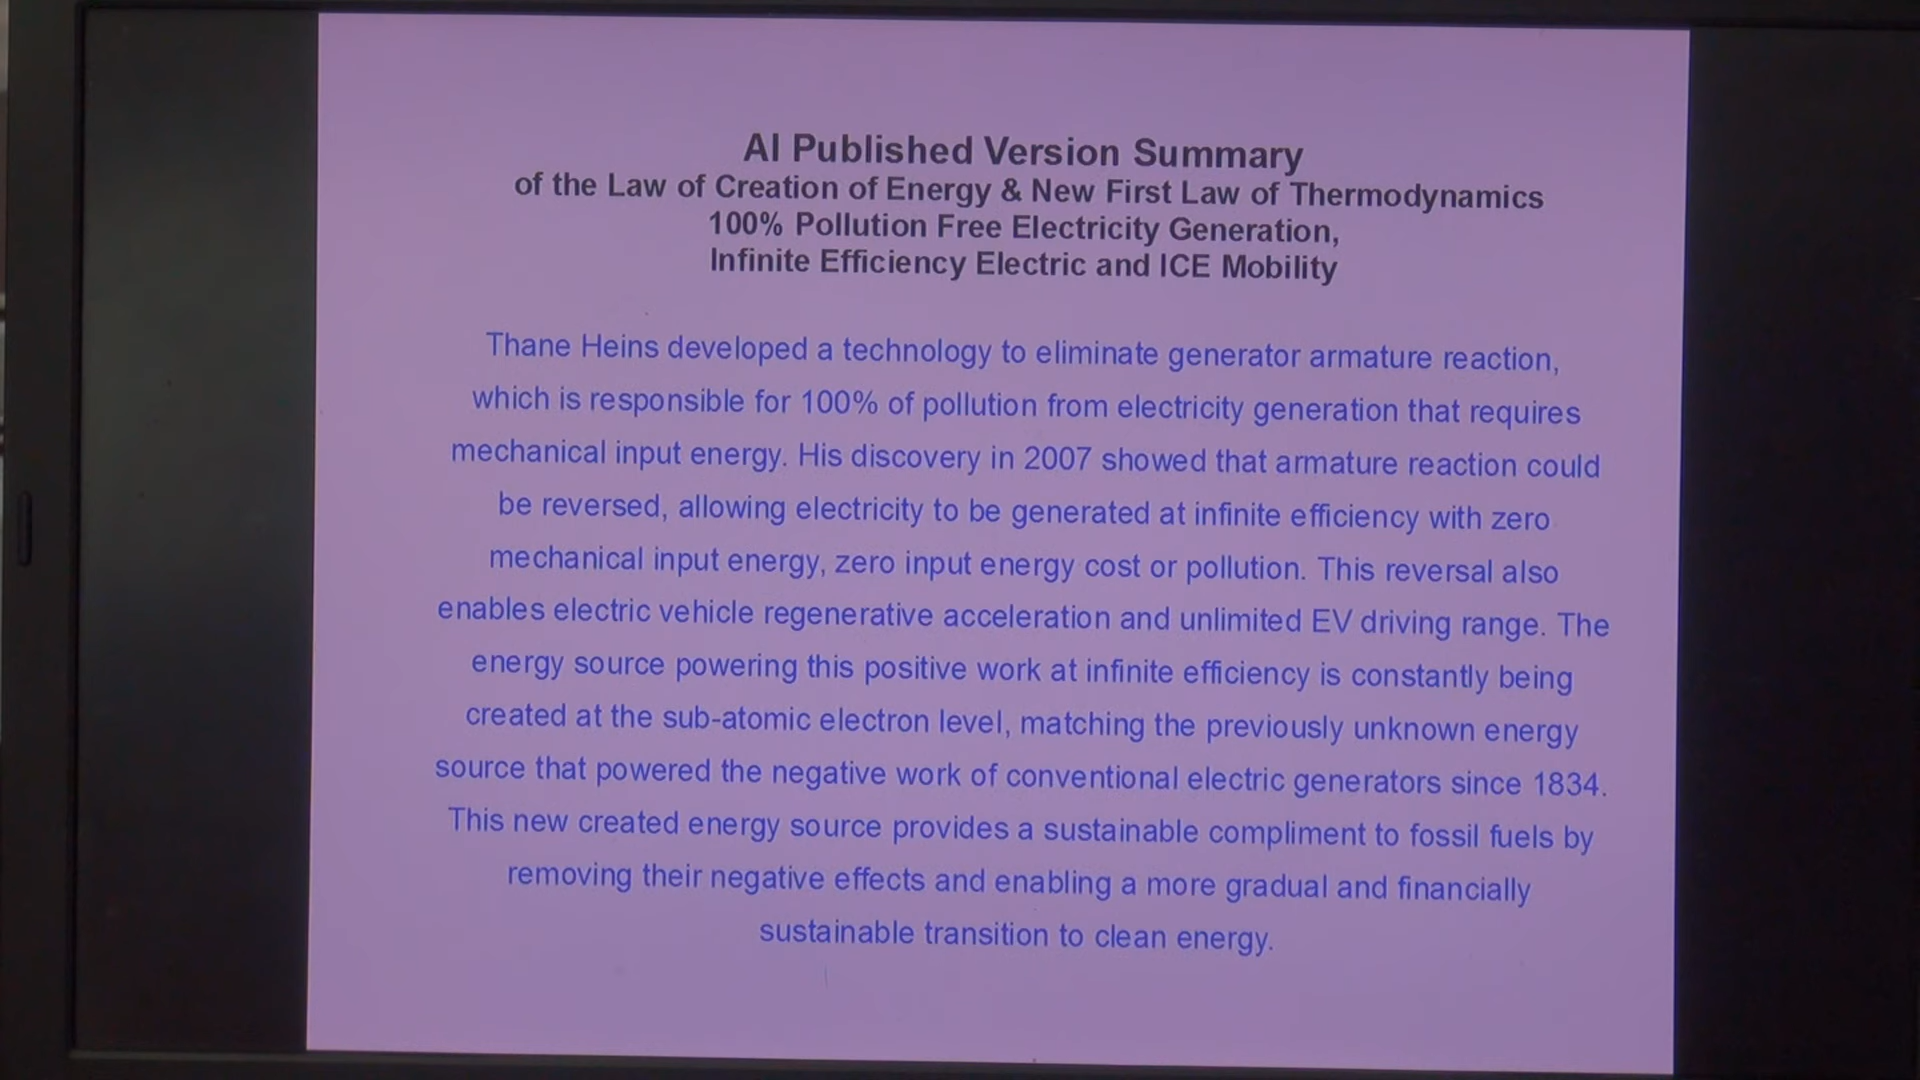 AI Published Version Summary
of the Law of Creation of Energy & New First Law of Thermodynamics
100% Pollution Free Electricity Generation,
Infinite Efficiency Electric and ICE Mobility
Thane Heins developed a technology to eliminate generator armature reaction,
which is responsible for 100% of pollution from electricity generation that requires
mechanical input energy. His discovery in 2007 showed that armature reaction could
be reversed, allowing electricity to be generated at infinite efficiency with zero
mechanical input energy, zero input energy cost or pollution. This reversal also
enables electric vehicle regenerative acceleration and unlimited EV driving range. The
energy source powering this positive work at infinite efficiency is constantly being
created at the sub-atomic electron level, matching the previously unknown energy
source that powered the negative work of conventional electric generators since 1834.
This new created energy source provides a sustainable compliment to fossil fuels by
removing their negative effects and enabling a more gradual and financially
sustainable transition to clean energy.